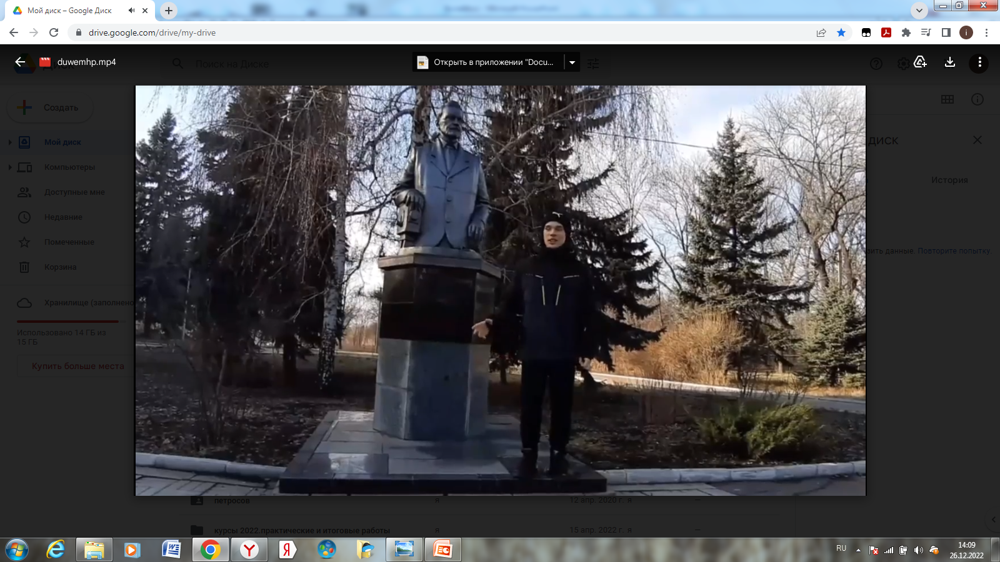 Мой диск – Google Диск
drive.google.com/drive/my-drive
duwemhp.mp4
Поиск на Диске
Открыть в приложении "Docu...
Создать
Мой диск
Компьютеры
Доступные мне
Недавние
Помеченные
Корзина
Хранилище (заполнено
Использовано 14 ГБ из
15 ГБ
Купить больше места
диск
История
зить данные. Повторите попытку.
петросов
я
12 апр. 2020 г. я
—
курсы 2022.практические и итоговые работы
я
15 апр. 2022 г. я
—
RU
14:09
26.12.2022